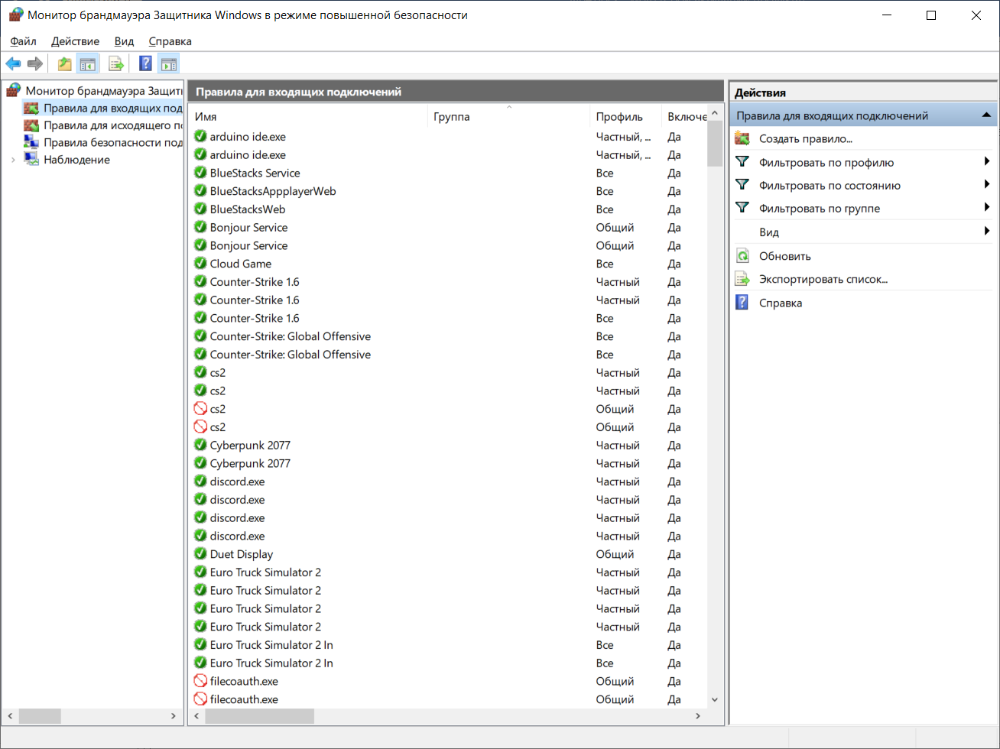 Монитор брандмауэра Защитника Windows в режиме повышенной безопасности
Файл Действие Вид Справка
Монитор брандмауэра Защит
Правила для входящих под
Правила для исходящего п
Правила безопасности под
Наблюдение
Правила для входящих подключений
Имя Группа Профиль Включе
arduino ide.exe Частный, ... Да
arduino ide.exe Частный, ... Да
BlueStacks Service Все Да
BlueStacksAppplayerWeb Все Да
BlueStacksWeb Все Да
Bonjour Service Общий Да
Bonjour Service Общий Да
Cloud Game Все Да
Counter-Strike 1.6 Частный Да
Counter-Strike 1.6 Частный Да
Counter-Strike 1.6 Все Да
Counter-Strike: Global Offensive Все Да
Counter-Strike: Global Offensive Все Да
cs2 Частный Да
cs2 Частный Да
cs2 Общий Да
cs2 Общий Да
Cyberpunk 2077 Частный Да
Cyberpunk 2077 Частный Да
discord.exe Частный Да
discord.exe Частный Да
discord.exe Частный Да
discord.exe Частный Да
Duet Display Общий Да
Euro Truck Simulator 2 Частный Да
Euro Truck Simulator 2 Частный Да
Euro Truck Simulator 2 Частный Да
Euro Truck Simulator 2 Частный Да
Euro Truck Simulator 2 In Все Да
Euro Truck Simulator 2 In Все Да
filecoauth.exe Общий Да
filecoauth.exe Общий Да
Действия
Правила для входящих подключений
Создать правило...
Фильтровать по профилю
Фильтровать по состоянию
Фильтровать по группе
Вид
Обновить
Экспортировать список...
Справка